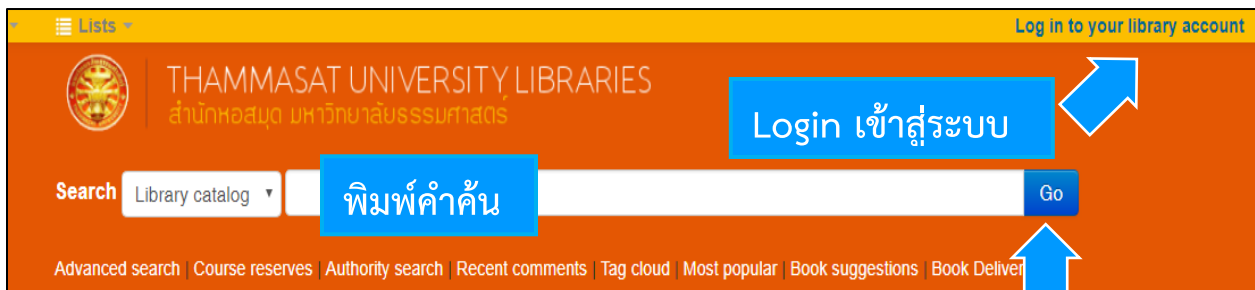 Lists
Log in to your library account
THAMMASAT UNIVERSITY LIBRARIES
สำนักหอสมุด มหาวิทยาลัยธรรมศาสตร์
Login เข้าสู่ระบบ
Search Library catalog พิมพ์คำค้น Go
Advanced search | Course reserves | Authority search | Recent comments | Tag cloud | Most popular | Book suggestions | Book Deliver